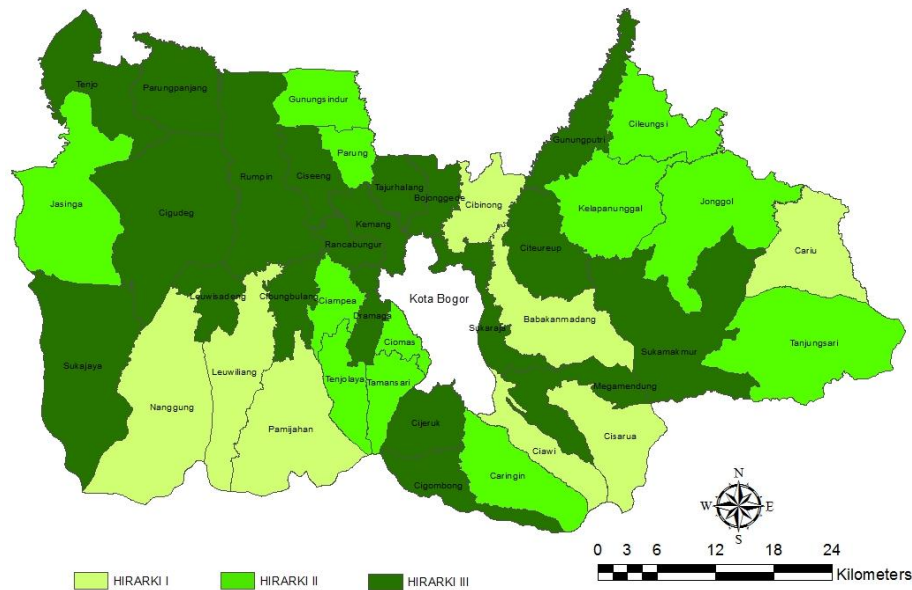 Tenjo
Parungpanjang
Gunungsindur
Cileungsi
Gunungputri
Parung
Jasinga
Rumpin
Ciseeng
Tajurhalang
Bojonggede
Cibinong
Kelapanunggal
Jonggol
Cigudeg
Kemang
Rancabungur
Citeureup
Cariu
Leuwisadeng
Cibungbulang
Ciampea
Kota Bogor
Dramaga
Babakanmadang
Sukaraja
Sukamakmur
Tanjungsari
Ciomas
Sukajaya
Leuwiliang
Tenjolaya
Tamansari
Nanggung
Megamendung
Pamijahan
Cijeruk
Ciawi
Cisarua
Caringin
Cigombong
N
W E
S
0 3 6 12 18 24
Kilometers
HIRARKI I HIRARKI II HIRARKI III